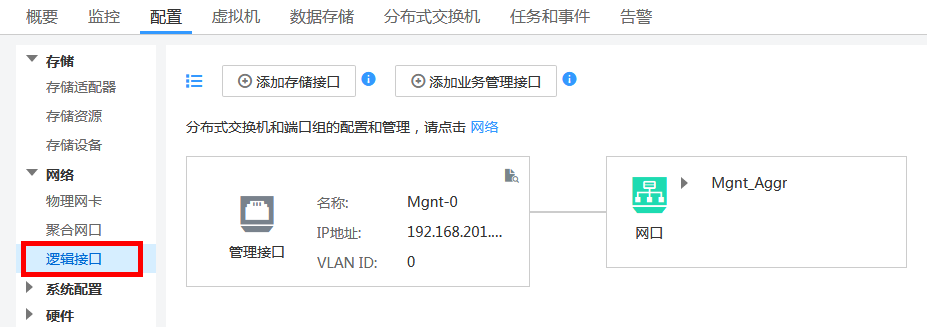 概要 监控 配置 虚拟机 数据存储 分布式交换机 任务和事件 告警
存储
存储适配器
存储资源
存储设备
网络
物理网卡
聚合网口
逻辑接口
系统配置
硬件
添加存储接口 添加业务管理接口
分布式交换机和端口组的配置和管理，请点击 网络
管理接口
名称: Mgnt-0
IP地址: 192.168.201....
VLAN ID: 0
网口
Mgnt_Aggr